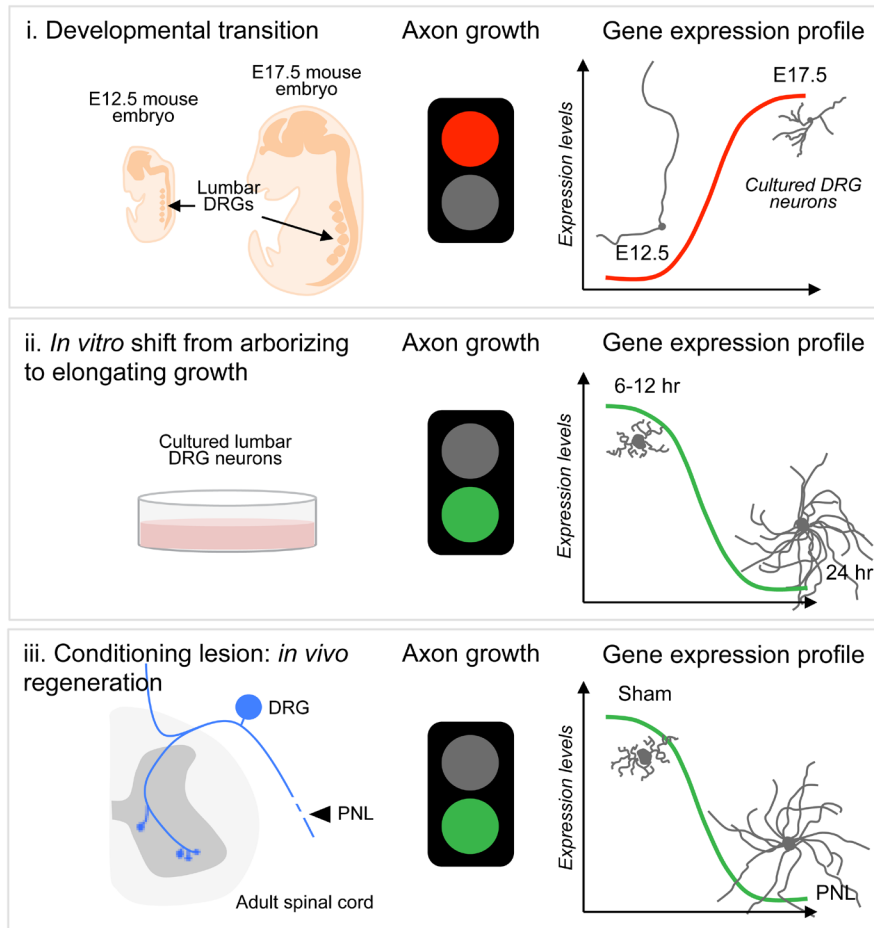 i. Developmental transition
Axon growth
Gene expression profile
E12.5 mouse
embryo
E17.5 mouse
embryo
Lumbar
DRGs
Expression levels
E12.5
E17.5
Cultured DRG
neurons
ii. In vitro shift from arborizing
to elongating growth
Axon growth
Gene expression profile
Cultured lumbar
DRG neurons
Expression levels
6-12 hr
24 hr
iii. Conditioning lesion: in vivo
regeneration
Axon growth
Gene expression profile
DRG
PNL
Adult spinal cord
Expression levels
Sham
PNL